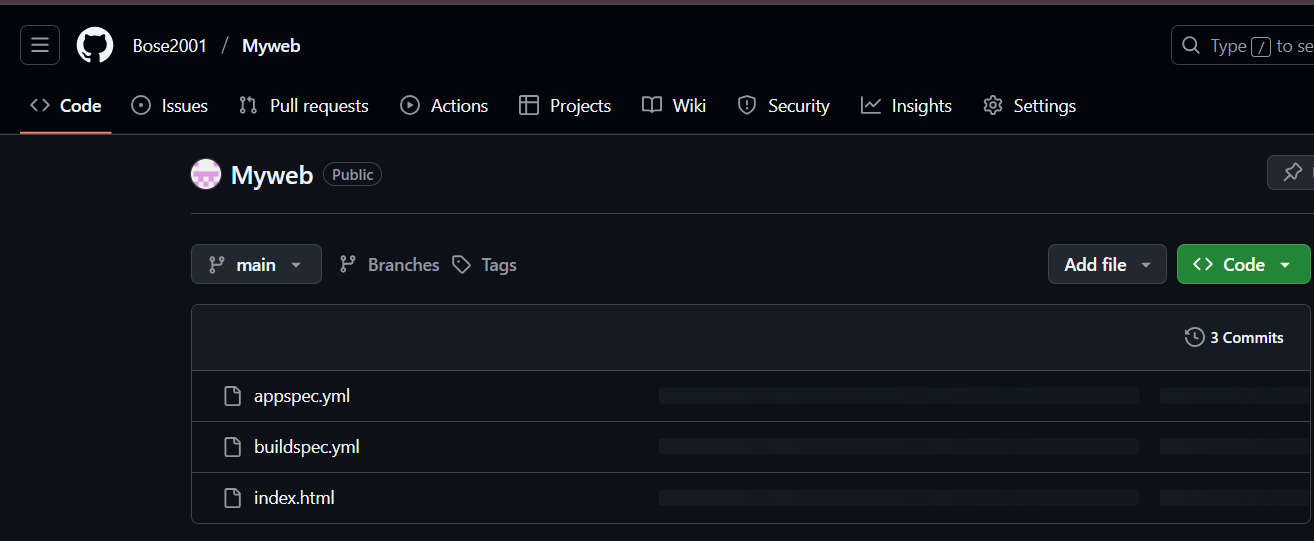 Bose2001 / Myweb
Type / to se
Code Issues Pull requests Actions Projects Wiki Security Insights Settings
Myweb Public
main Branches Tags Add file Code
3 Commits
appspec.yml
buildspec.yml
index.html